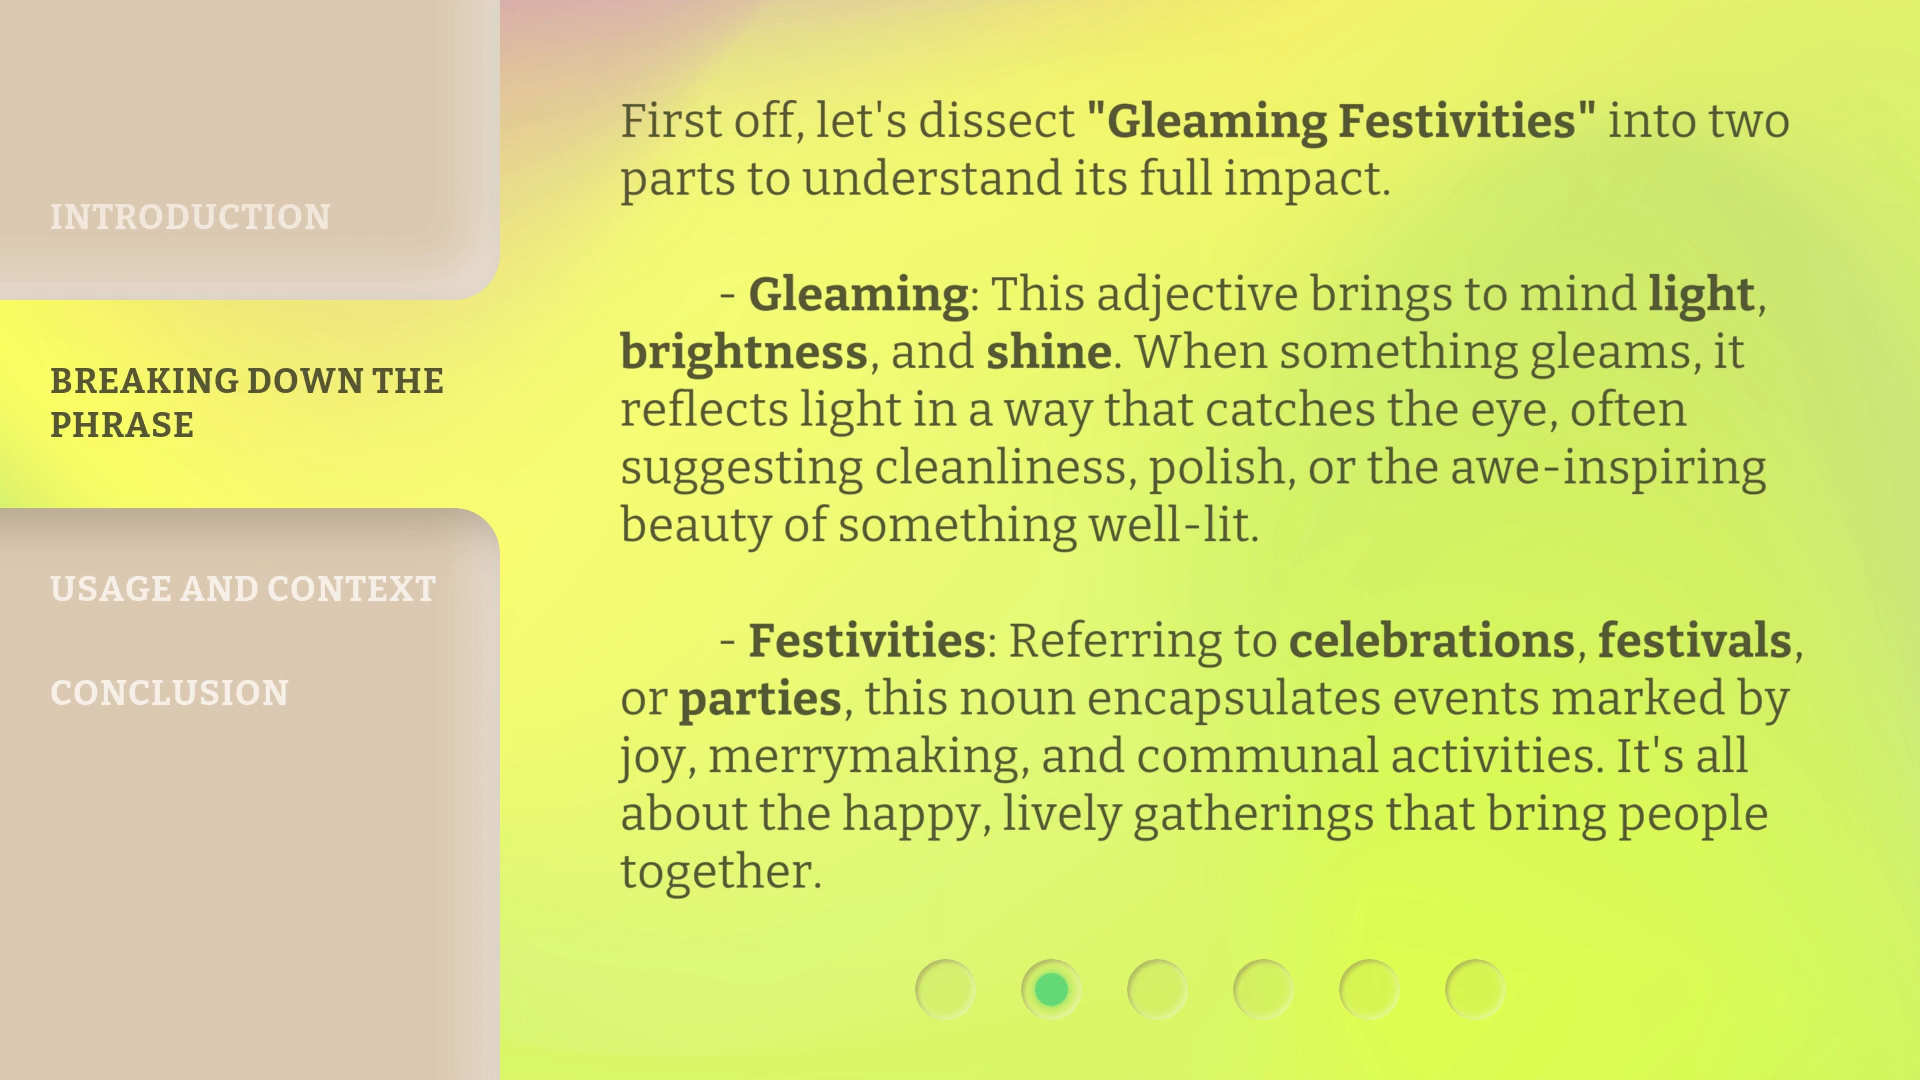 INTRODUCTION
BREAKING DOWN THE
PHRASE
USAGE AND CONTEXT
CONCLUSION
First off, let's dissect "Gleaming Festivities" into two
parts to understand its full impact.
- Gleaming: This adjective brings to mind light,
brightness, and shine. When something gleams, it
reflects light in a way that catches the eye, often
suggesting cleanliness, polish, or the awe-inspiring
beauty of something well-lit.
- Festivities: Referring to celebrations, festivals,
or parties, this noun encapsulates events marked by
joy, merrymaking, and communal activities. It's all
about the happy, lively gatherings that bring people
together.